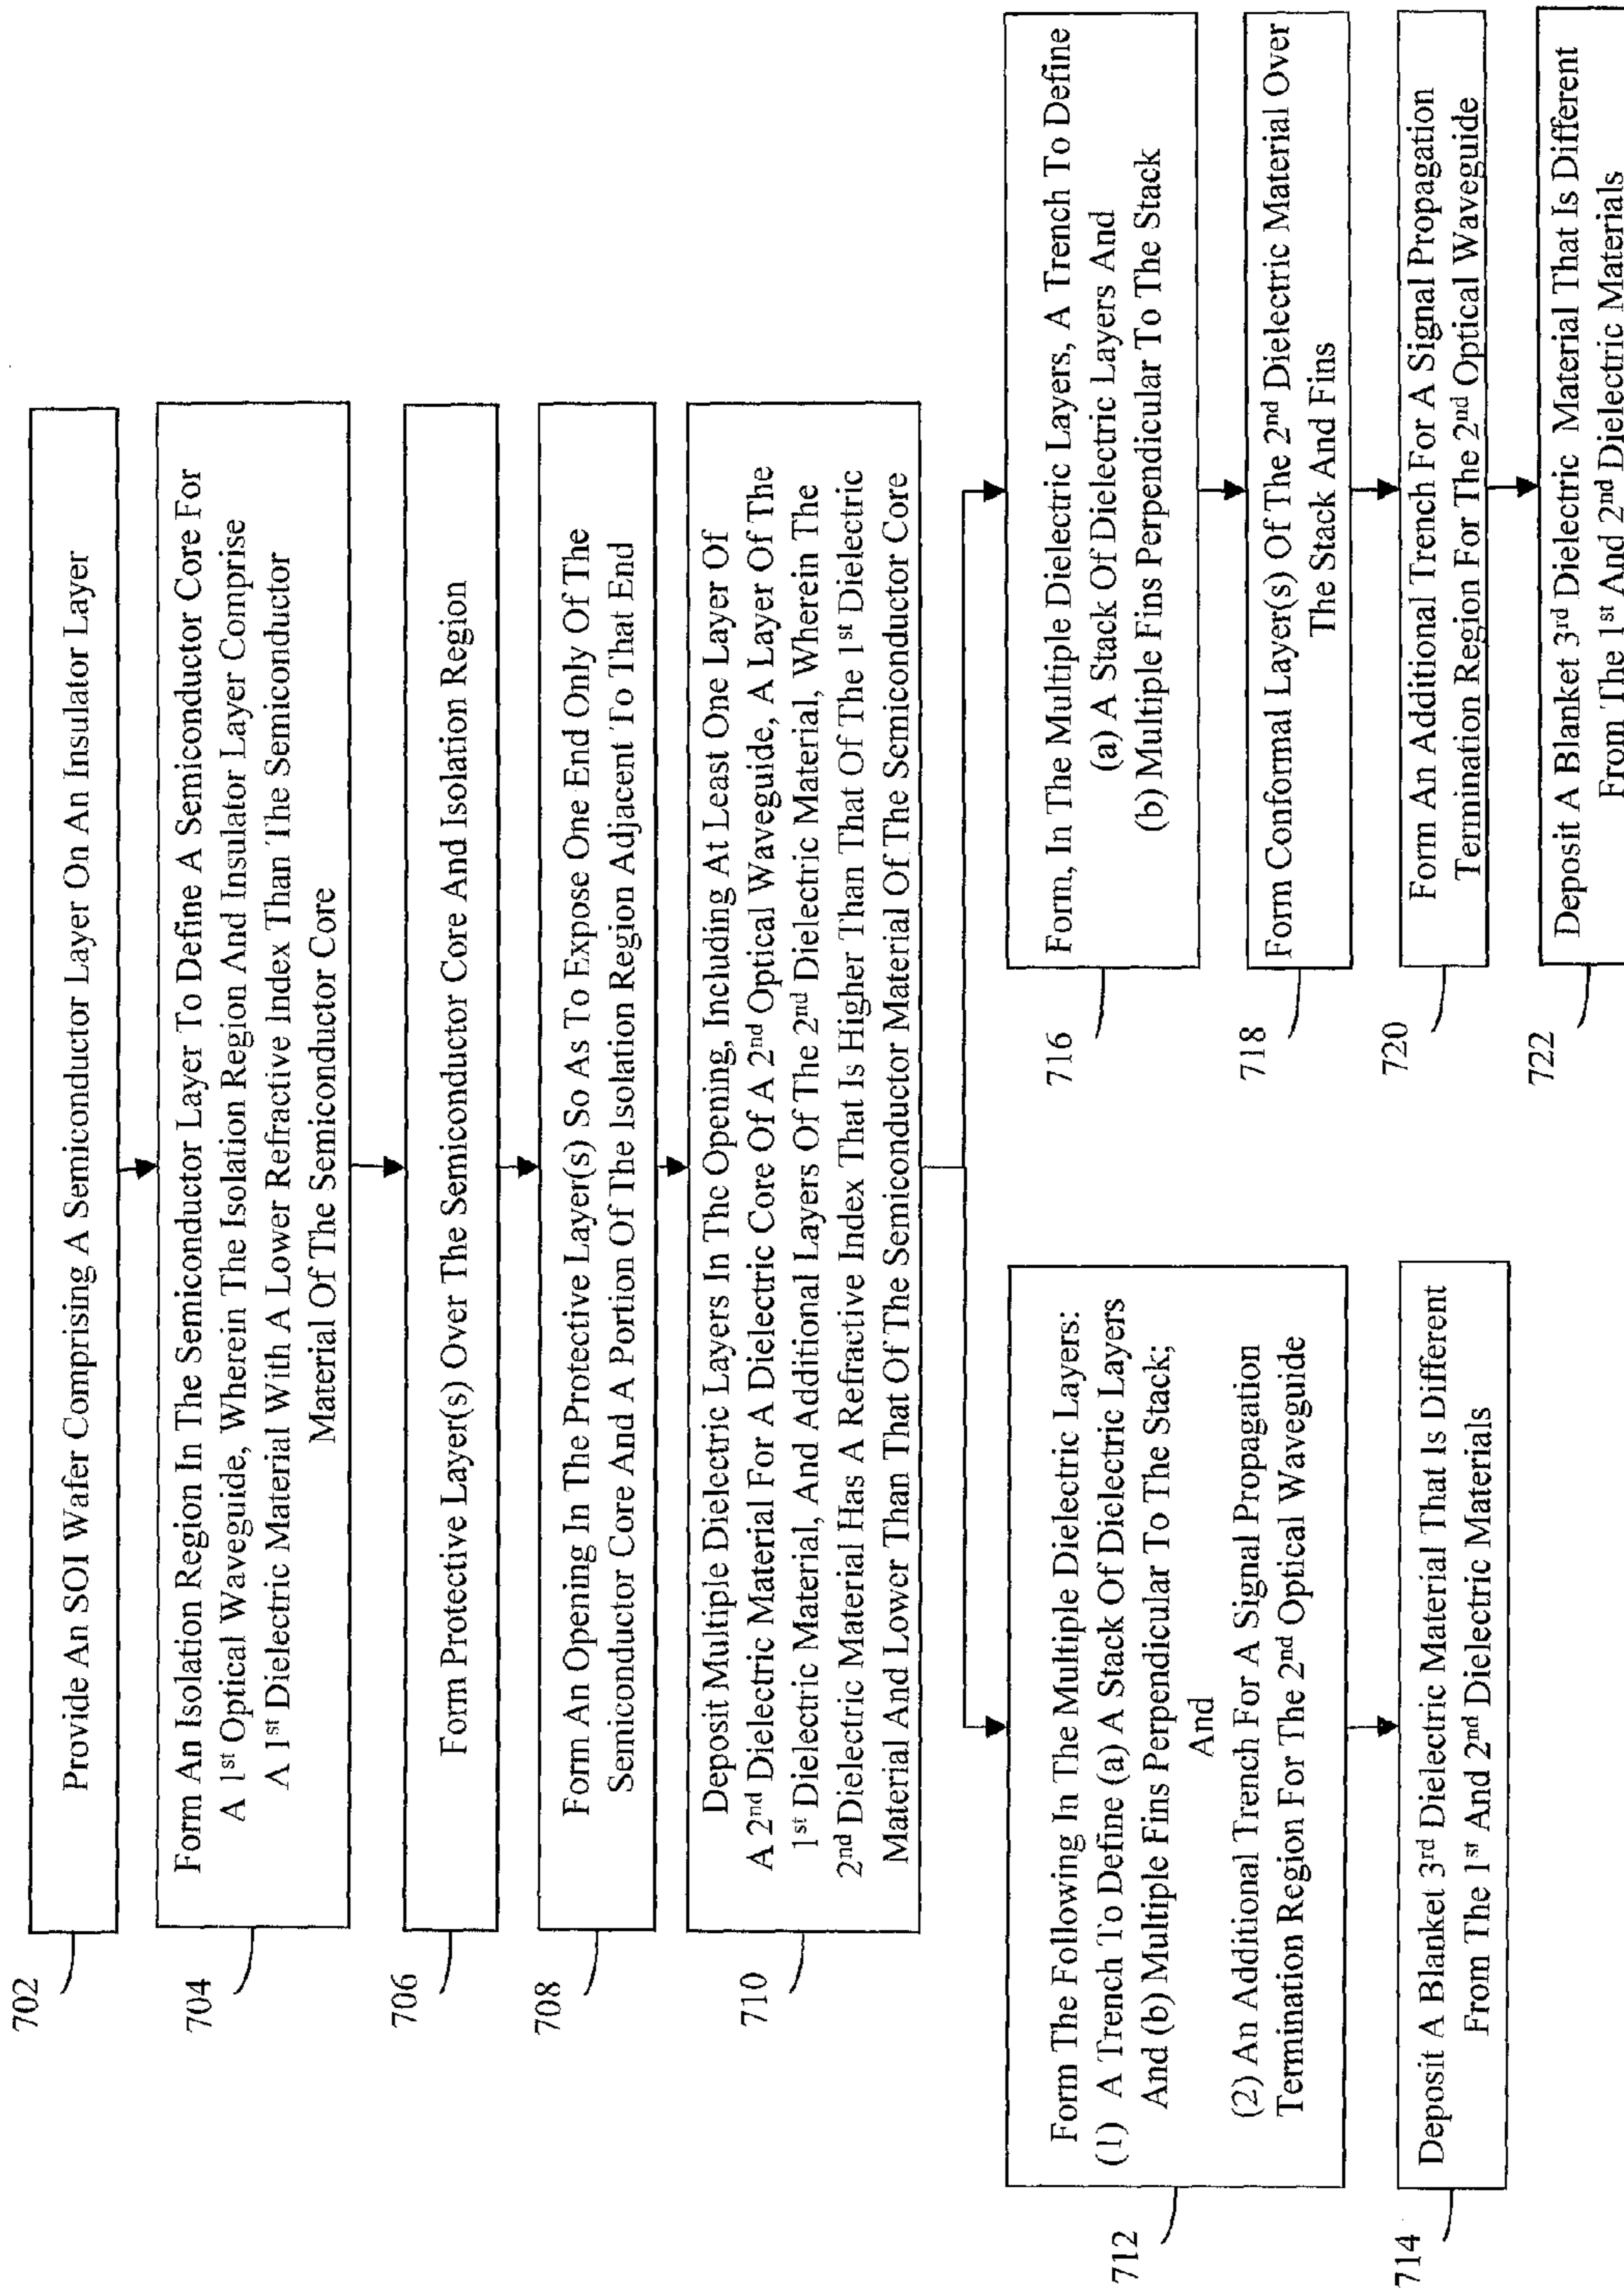 702
Provide An SOI Wafer Comprising A Semiconductor Layer On An Insulator Layer
704
Form An Isolation Region In The Semiconductor Layer To Define A Semiconductor Core For
A 1st Optical Waveguide, Wherein The Isolation Region And Insulator Layer Comprise
A 1st Dielectric Material With A Lower Refractive Index Than The Semiconductor
Material Of The Semiconductor Core
706
Form Protective Layer(s) Over The Semiconductor Core And Isolation Region
708
Form An Opening In The Protective Layer(s) So As To Expose One End Only Of The
Semiconductor Core And A Portion Of The Isolation Region Adjacent To That End
710
Deposit Multiple Dielectric Layers In The Opening, Including At Least One Layer Of
A 2nd Dielectric Material For A Dielectric Core Of A 2nd Optical Waveguide, A Layer Of The
1st Dielectric Material, And Additional Layers Of The 2nd Dielectric Material, Wherein The
2nd Dielectric Material Has A Refractive Index That Is Higher Than That Of The 1st Dielectric
Material And Lower Than That Of The Semiconductor Material Of The Semiconductor Core
712
Form The Following In The Multiple Dielectric Layers:
(1) A Trench To Define (a) A Stack Of Dielectric Layers
And (b) Multiple Fins Perpendicular To The Stack;
And
(2) An Additional Trench For A Signal Propagation
Termination Region For The 2nd Optical Waveguide
714
Deposit A Blanket 3rd Dielectric Material That Is Different
From The 1st And 2nd Dielectric Materials
716
Form, In The Multiple Dielectric Layers, A Trench To Define
(a) A Stack Of Dielectric Layers And
(b) Multiple Fins Perpendicular To The Stack
718
Form Conformal Layer(s) Of The 2nd Dielectric Material Over
The Stack And Fins
720
Form An Additional Trench For A Signal Propagation
Termination Region For The 2nd Optical Waveguide
722
Deposit A Blanket 3rd Dielectric Material That Is Different
From The 1st And 2nd Dielectric Materials